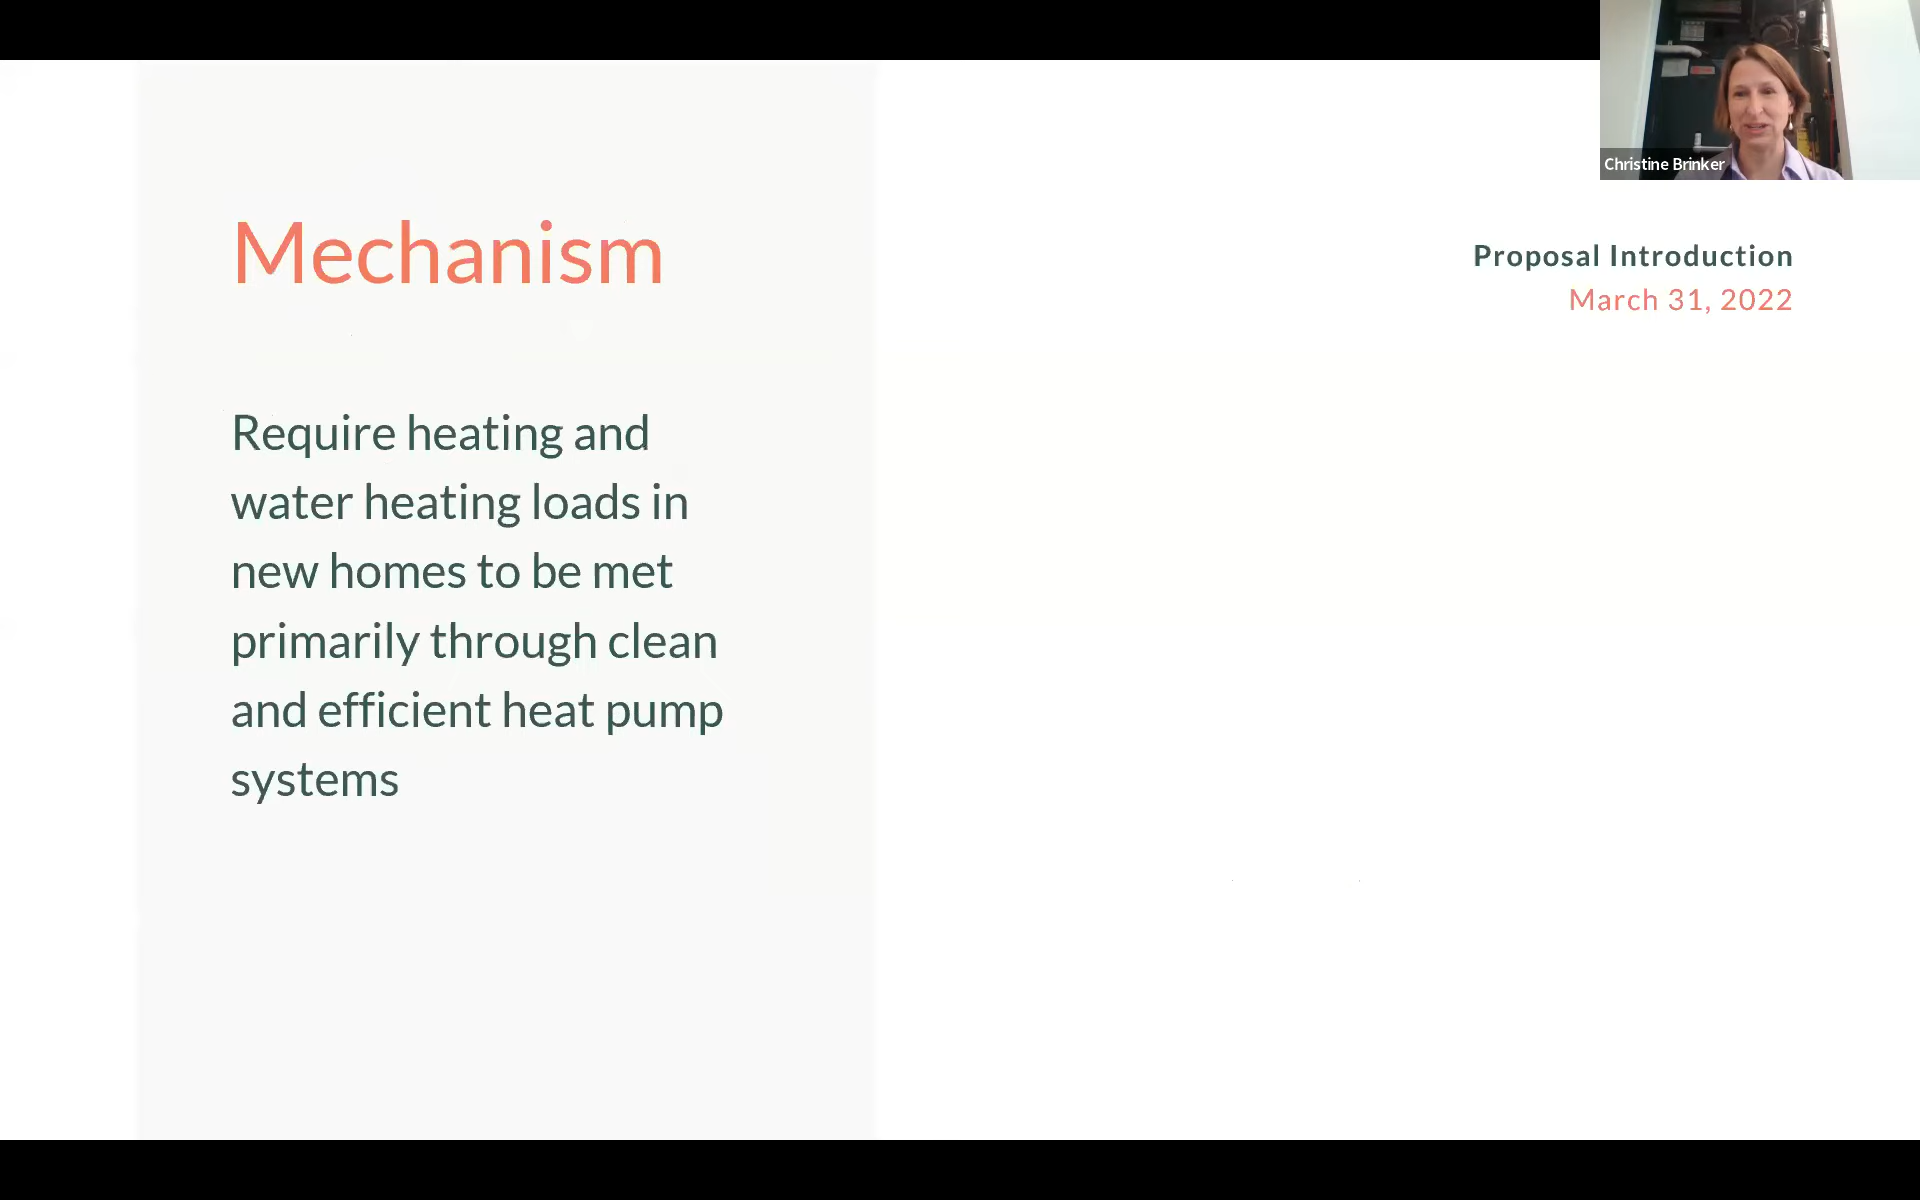 Christine Brinker
Mechanism
Proposal Introduction
March 31, 2022
Require heating and
water heating loads in
new homes to be met
primarily through clean
and efficient heat pump
systems